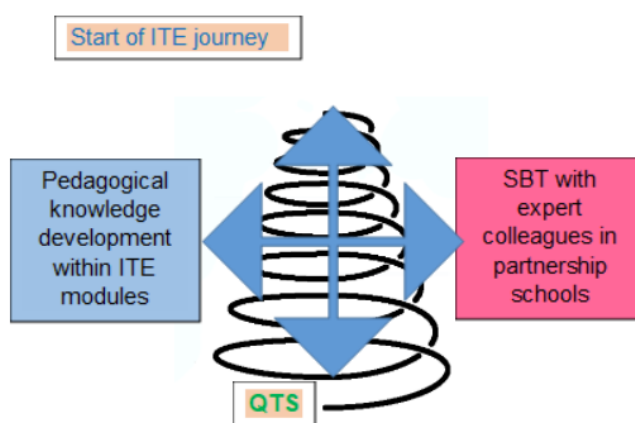 Start of ITE journey
Pedagogical
knowledge
development
within ITE
modules
SBT with
expert
colleagues in
partnership
schools
QTS